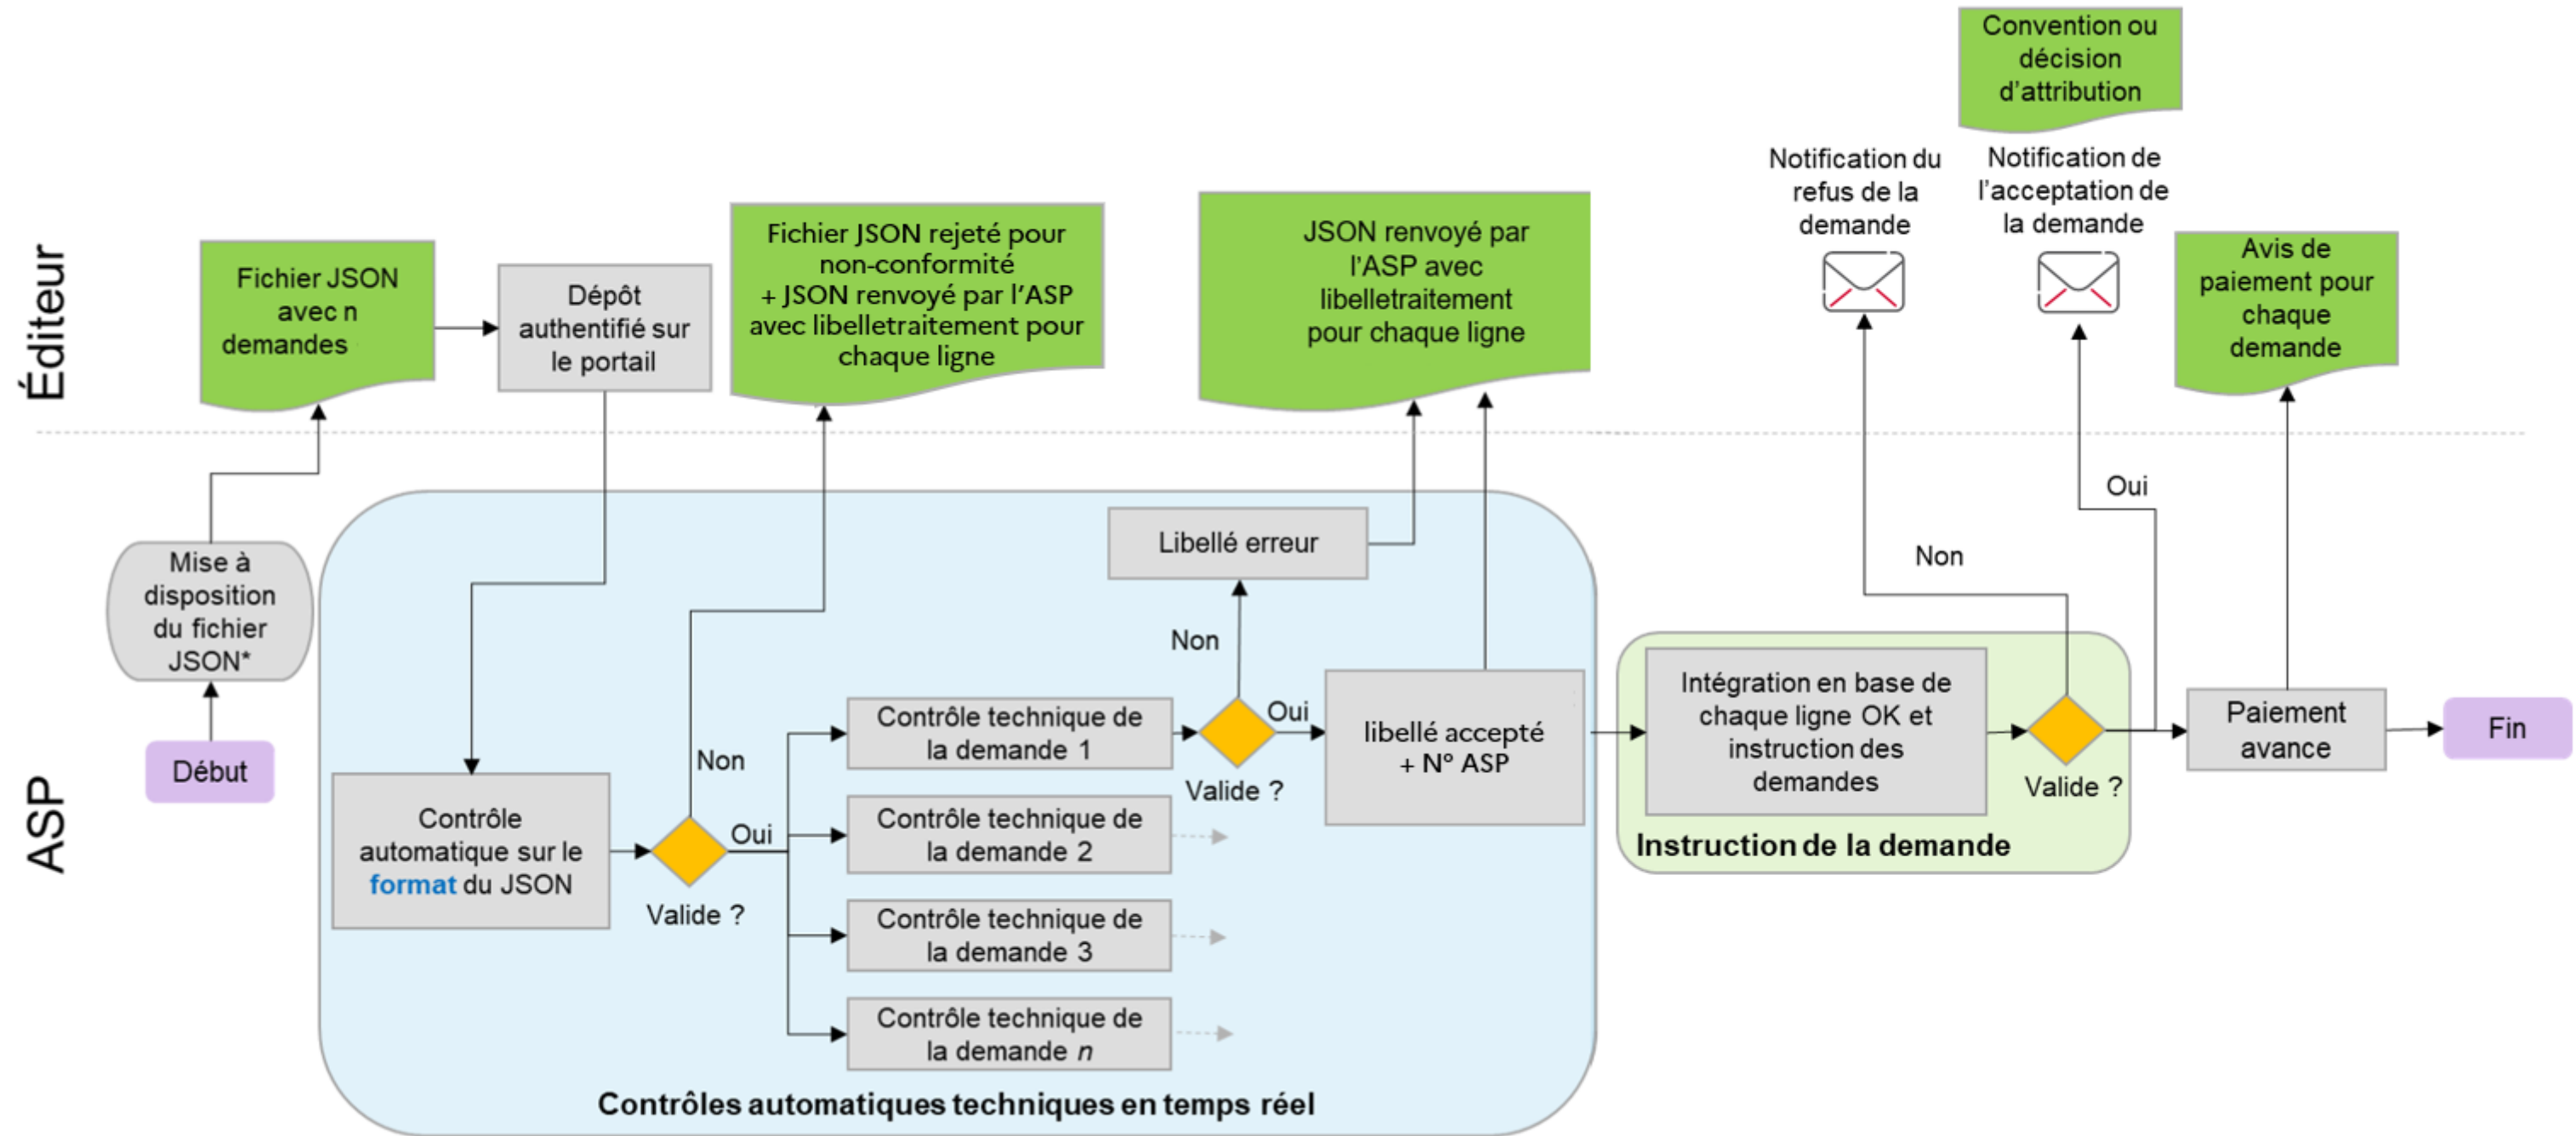 Convention ou
décision
d'attribution
Notification du
refus de la
demande
Notification de
l'acceptation de
la demande
Éditeur
Fichier JSON
avec n
demandes
Dépôt
authentifié sur
le portail
Fichier JSON rejeté pour
non-conformité
+ JSON renvoyé par l'ASP
avec libelletraitement pour
chaque ligne
JSON renvoyé par
l'ASP avec
libelletraitement
pour chaque ligne
Avis de
paiement pour
chaque
demande
ASP
Début
Mise à
disposition
du fichier
JSON*
Contrôle
automatique sur le
format du JSON
Valide ?
Non
Oui
Contrôle technique de
la demande 1
Contrôle technique de
la demande 2
Contrôle technique de
la demande 3
Contrôle technique de
la demande n
Valide ?
Non
Libellé erreur
Oui
libellé accepté
+ N° ASP
Contrôles automatiques techniques en temps réel
Intégration en base de
chaque ligne OK et
instruction des
demandes
Valide ?
Instruction de la demande
Non
Oui
Paiement
avance
Fin